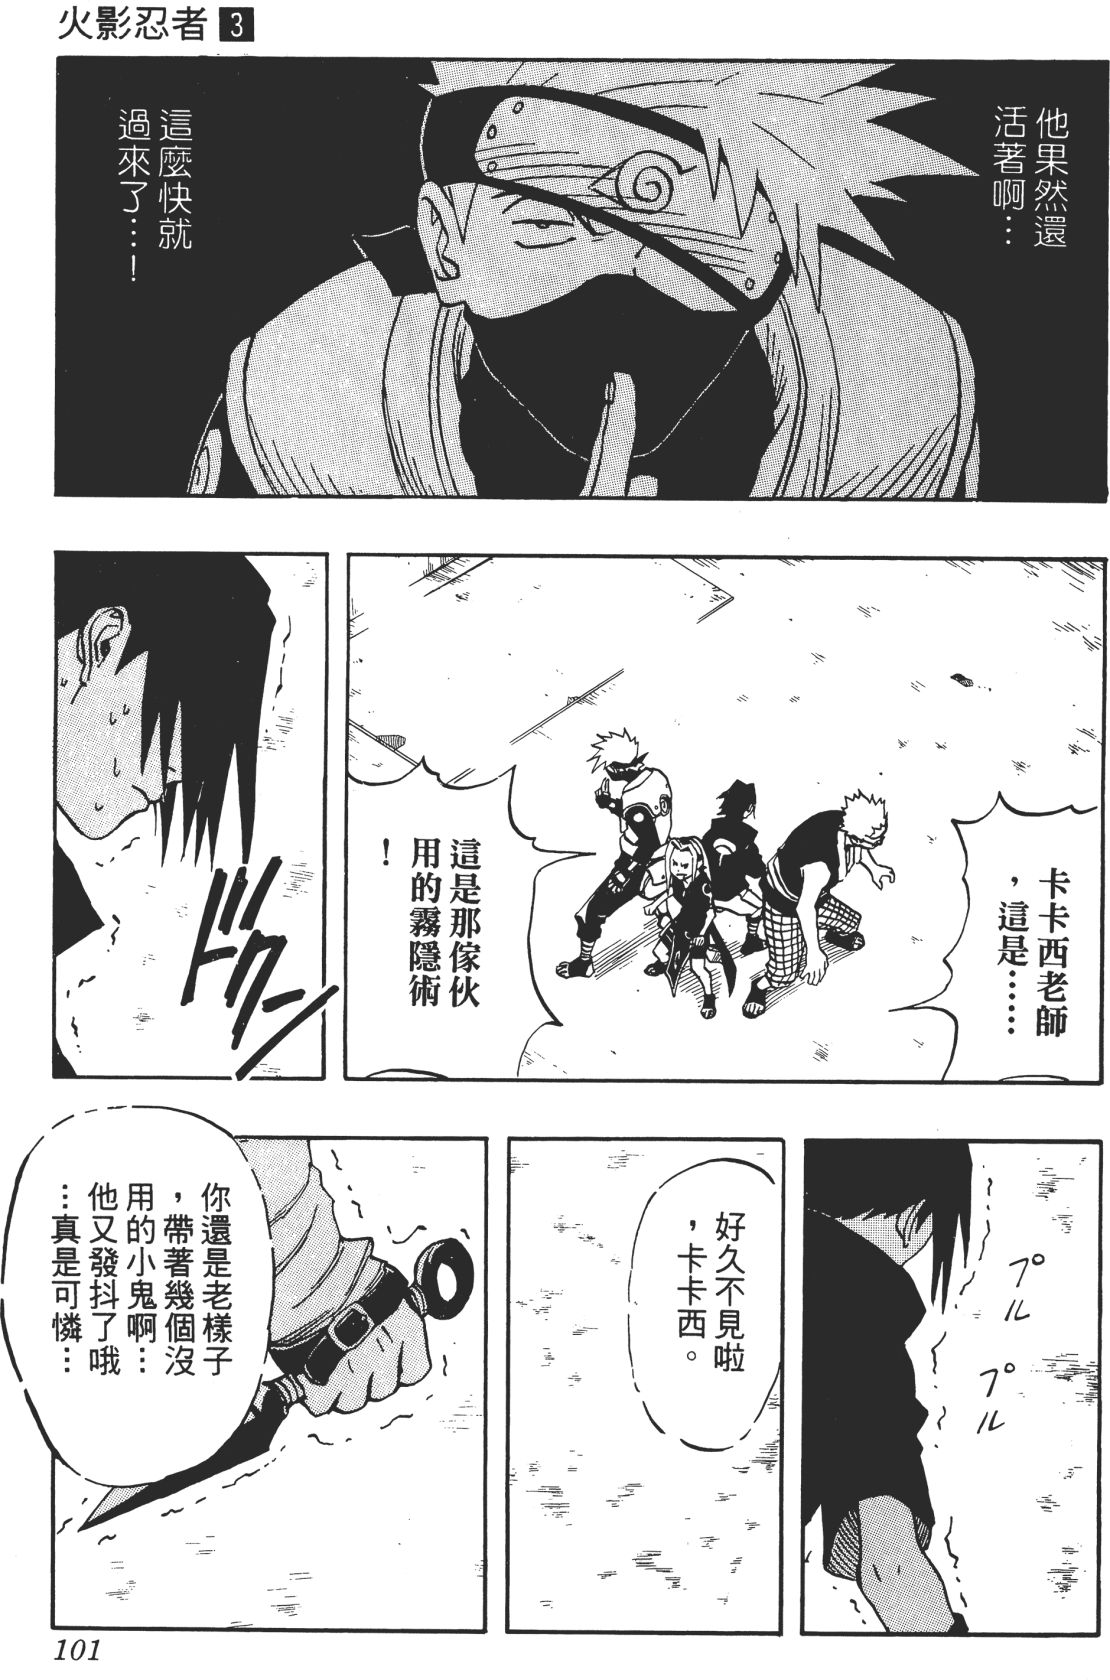 火影忍者 3
他果然還
活著啊…
這麼快就
過來了…！
卡卡西老師
，這是……
這是那傢伙
用的霧隱術
！
ドクン
プル
プル
好久不見啦
，卡卡西。
你還是老樣子
，帶著幾個沒
用的小鬼啊…
他又發抖了哦
…真是可憐…
101